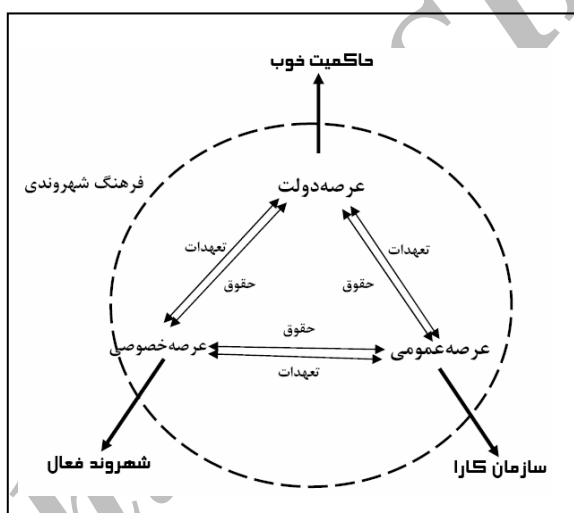 حاکمیت خوب
فرهنگ شهروندی
عرصه دولت
تعهدات
تعهدات
حقوق
حقوق
حقوق
عرصه عمومی
عرصه خصوصی
تعهدات
سازمان کارا
شهروند فعال